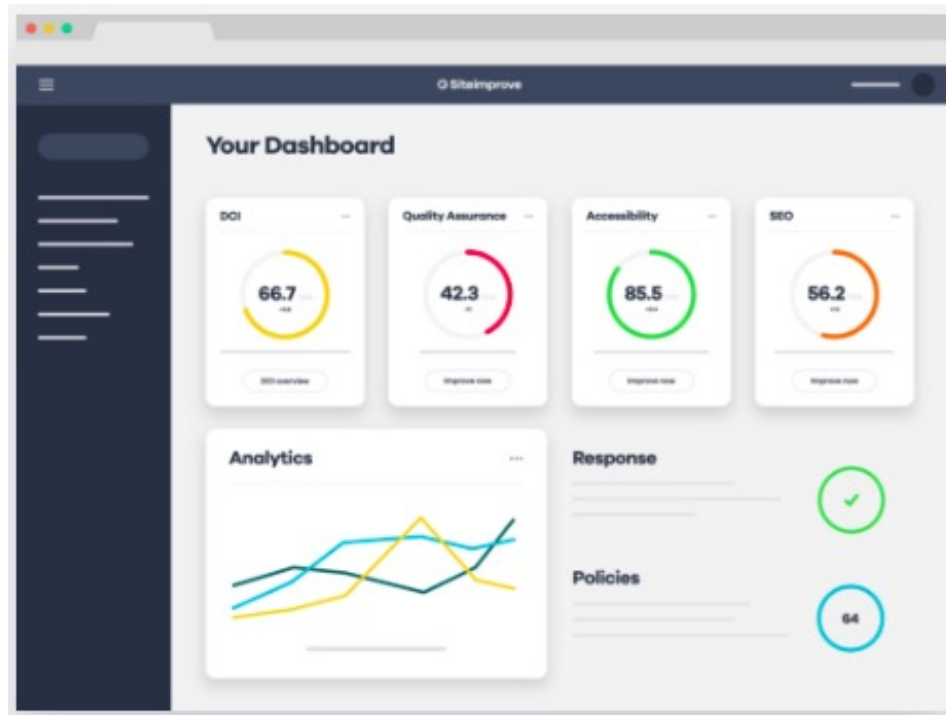 Siteimprove
Your Dashboard
DCI
Quality Assurance
Accessibility
SEO
66.7
42.3
85.5
56.2
DCI overview
Improve now
Improve now
Improve now
Analytics
Response
Policies
64